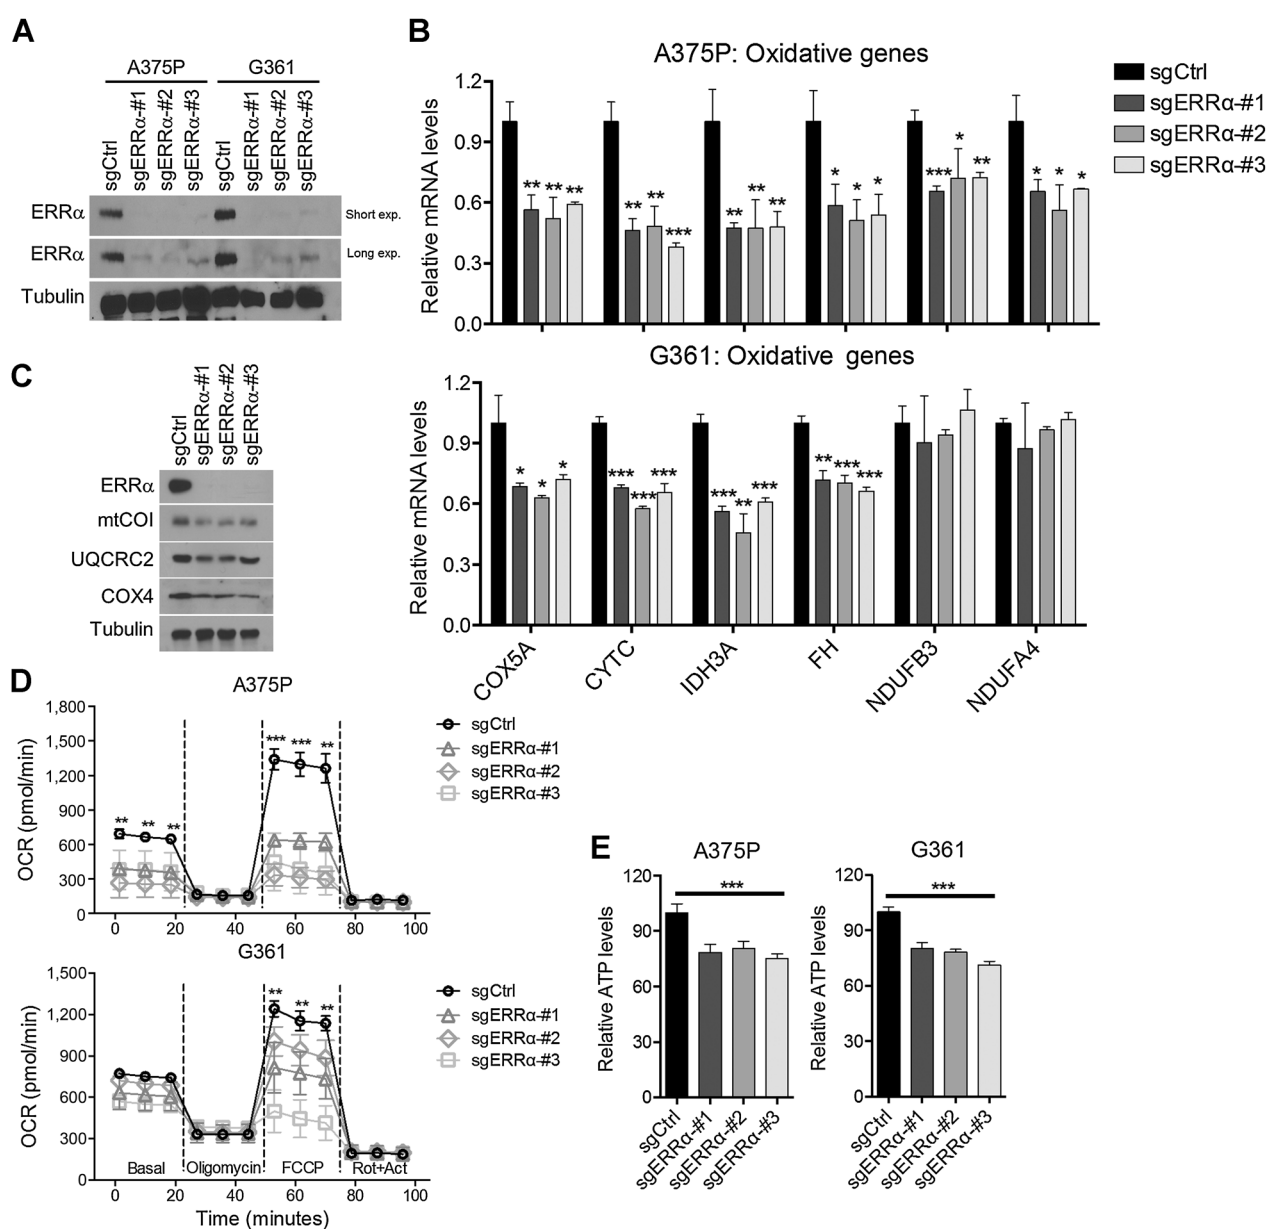 A
A375P
G361
sgCtrl
sgERRα-#1
sgERRα-#2
sgERRα-#3
sgCtrl
sgERRα-#1
sgERRα-#2
sgERRα-#3
ERRα
Short exp.
ERRα
Long exp.
Tubulin
B
A375P: Oxidative genes
Relative mRNA levels
1.2
0.9
0.6
0.3
0.0
** ** **
** ** ***
** ** **
* * *
*** * **
* * *
sgCtrl
sgERRα-#1
sgERRα-#2
sgERRα-#3
G361: Oxidative genes
Relative mRNA levels
1.2
0.9
0.6
0.3
0.0
* * *
*** *** ***
*** ** ***
** *** ***
COX5A
CYTC
IDH3A
FH
NDUFB3
NDUFA4
C
sgCtrl
sgERRα-#1
sgERRα-#2
sgERRα-#3
ERRα
mtCOI
UQCRC2
COX4
Tubulin
D
A375P
OCR (pmol/min)
1,800
1,500
1,200
900
600
300
0
** ** **
*** *** **
0 20 40 60 80 100
sgCtrl
sgERRα-#1
sgERRα-#2
sgERRα-#3
G361
OCR (pmol/min)
1,500
1,200
900
600
300
0
** ** **
Basal Oligomycin FCCP Rot+Act
0 20 40 60 80 100
Time (minutes)
sgCtrl
sgERRα-#1
sgERRα-#2
sgERRα-#3
E
A375P
Relative ATP levels
120
90
60
30
0
***
sgCtrl
sgERRα-#1
sgERRα-#2
sgERRα-#3
G361
Relative ATP levels
120
90
60
30
0
***
sgCtrl
sgERRα-#1
sgERRα-#2
sgERRα-#3